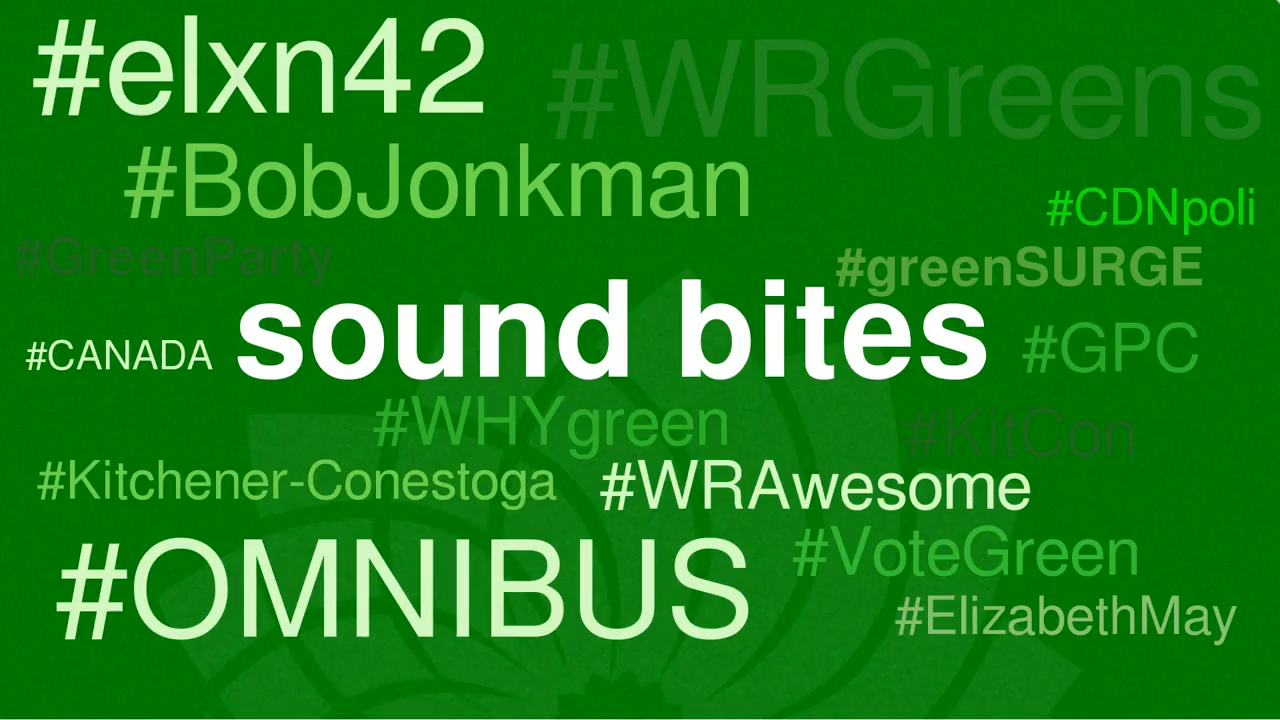 #elxn42
#WRGreens
#BobJonkman
#CDNpoli
#GreenParty
#greenSURGE
sound bites
#CANADA
#GPC
#WHYgreen
#KitCon
#Kitchener-Conestoga
#WRAwesome
#OMNIBUS
#VoteGreen
#ElizabethMay